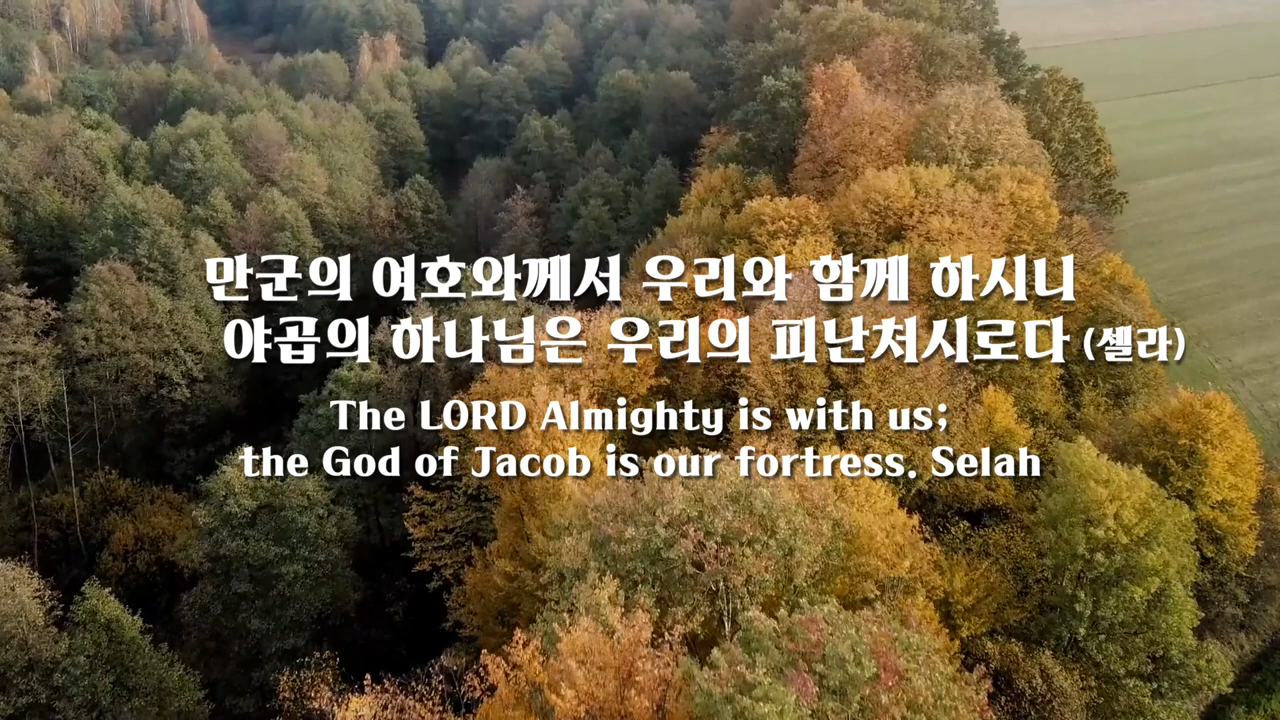 만군의 여호와께서 우리와 함께 하시니
야곱의 하나님은 우리의 피난처시로다 (셀라)
The LORD Almighty is with us;
the God of Jacob is our fortress. Selah